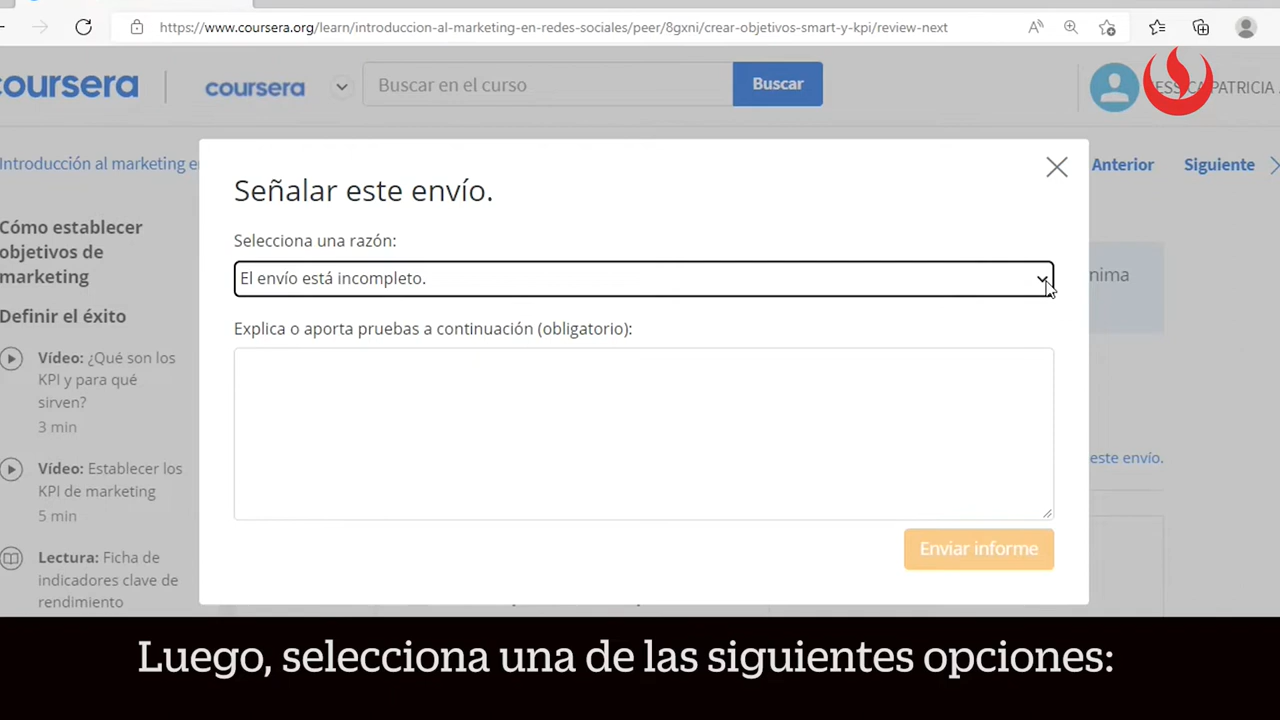 https://www.coursera.org/learn/introduccion-al-marketing-en-redes-sociales/peer/8gxni/crear-objetivos-smart-y-kpi/review-next
coursera
coursera
Buscar en el curso
Buscar
PATRICIA
Introducción al marketing
Anterior
Siguiente
Señalar este envío.
Selecciona una razón:
El envío está incompleto.
Explica o aporta pruebas a continuación (obligatorio):
Enviar informe
Cómo establecer
objetivos de
marketing
Definir el éxito
Vídeo: ¿Qué son los
KPI y para qué
sirven?
3 min
Vídeo: Establecer los
KPI de marketing
5 min
Lectura: Ficha de
indicadores clave de
rendimiento
nima
este envío.
Luego, selecciona una de las siguientes opciones: